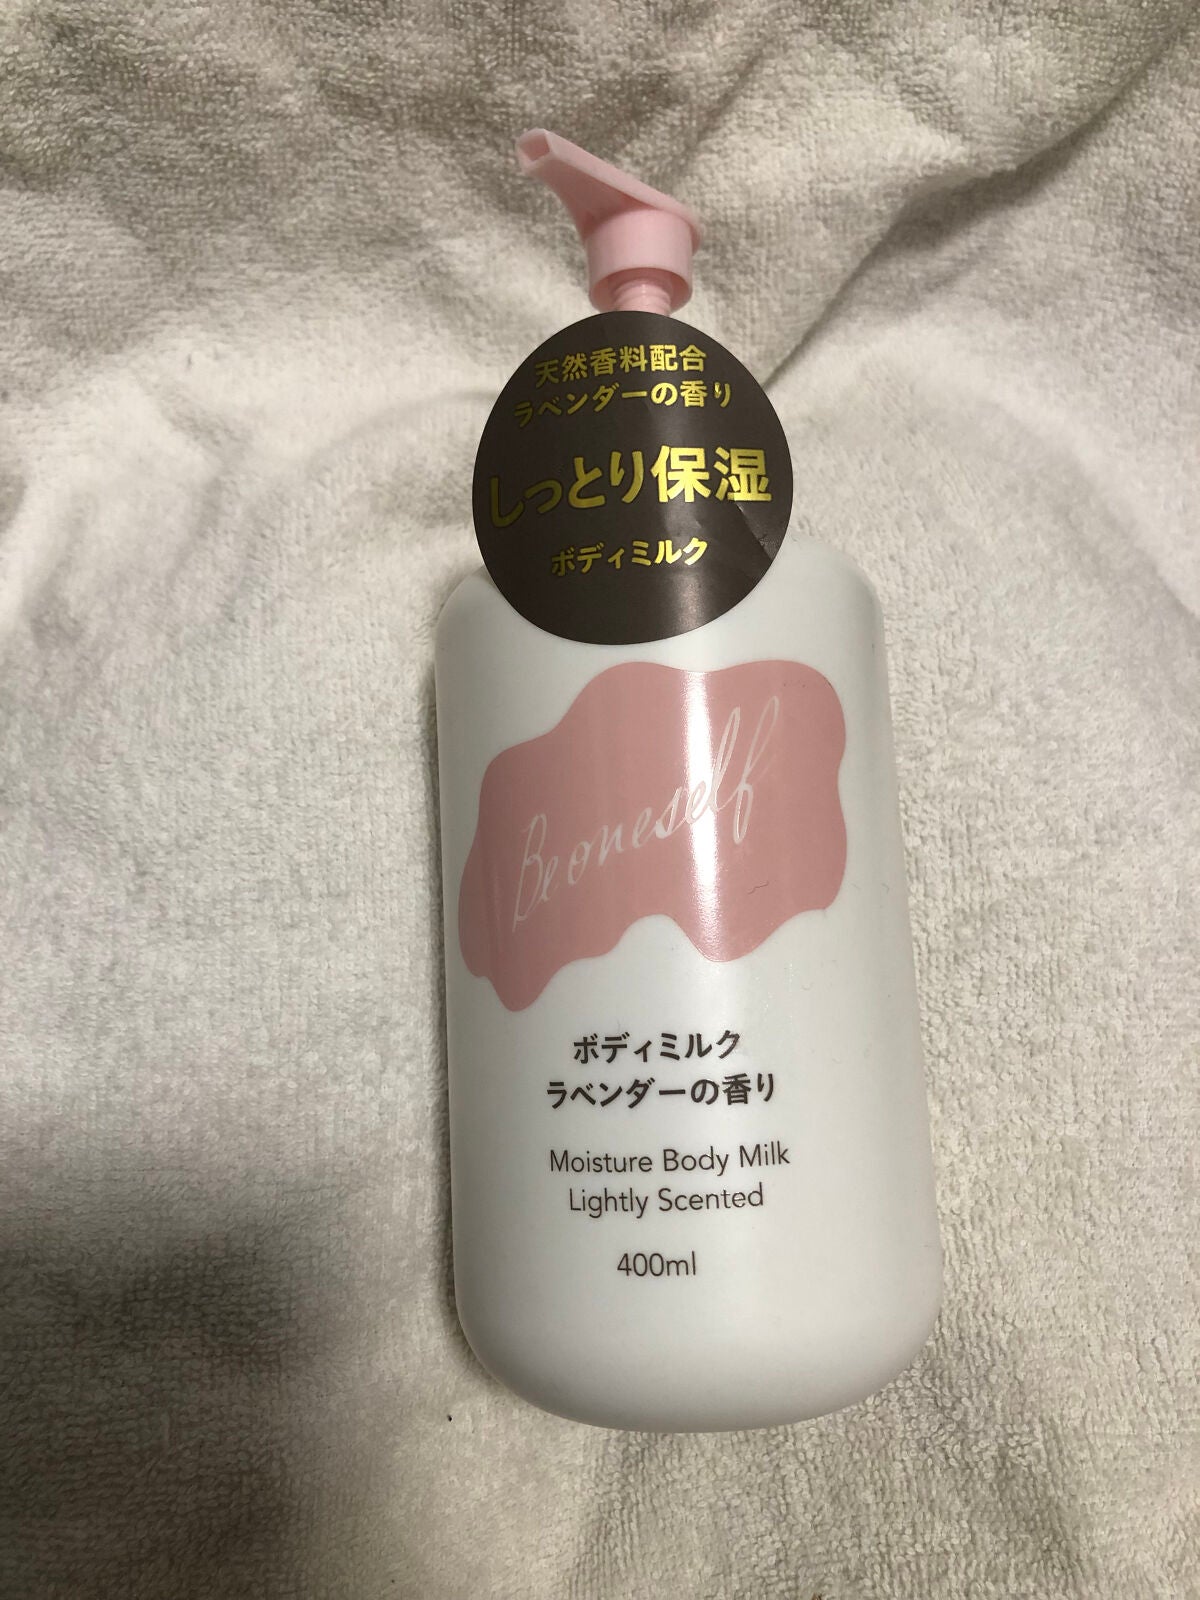 天然香料配合
ラベンダーの香り
しっとり保湿
ボディミルク
Beoneself
ボディミルク
ラベンダーの香り
Moisture Body Milk
Lightly Scented
400ml